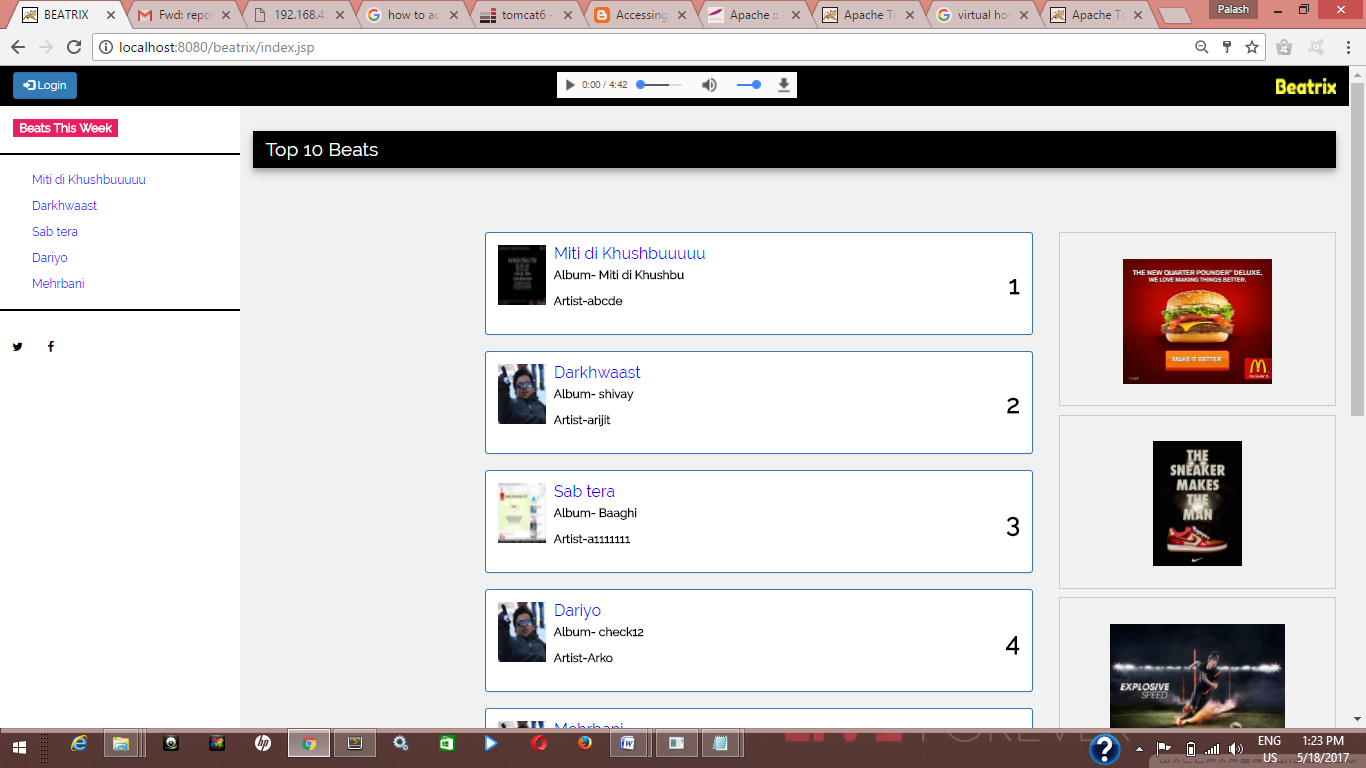 BEATRIX
Fwd: repo
192.168.4
how to ac
tomcat6 -
Accessing
Apache ::
Apache To
virtual ho
Apache To
Palash
localhost:8080/beatrix/index.jsp
Login
0:00 / 4:42
Beatrix
Beats This Week
Miti di Khushbuuuuu
Darkhwaast
Sab tera
Dariyo
Mehrbani
Top 10 Beats
Miti di Khushbuuuuu
Album- Miti di Khushbu
Artist-abcde
1
Darkhwaast
Album- shivay
Artist-arijit
2
Sab tera
Album- Baaghi
Artist-a1111111
3
Dariyo
Album- check12
Artist-Arko
4
Mehrbani
THE NEW QUARTER POUNDER DELUXE,
WE LOVE MAKING THINGS BETTER.
MAKE IT BETTER
THE
SNEAKER
MAKES
THE
MAN
EXPLOSIVE
SPEED
LIVE FOREVER
hp
W
?
ENG
US
1:23 PM
5/18/2017